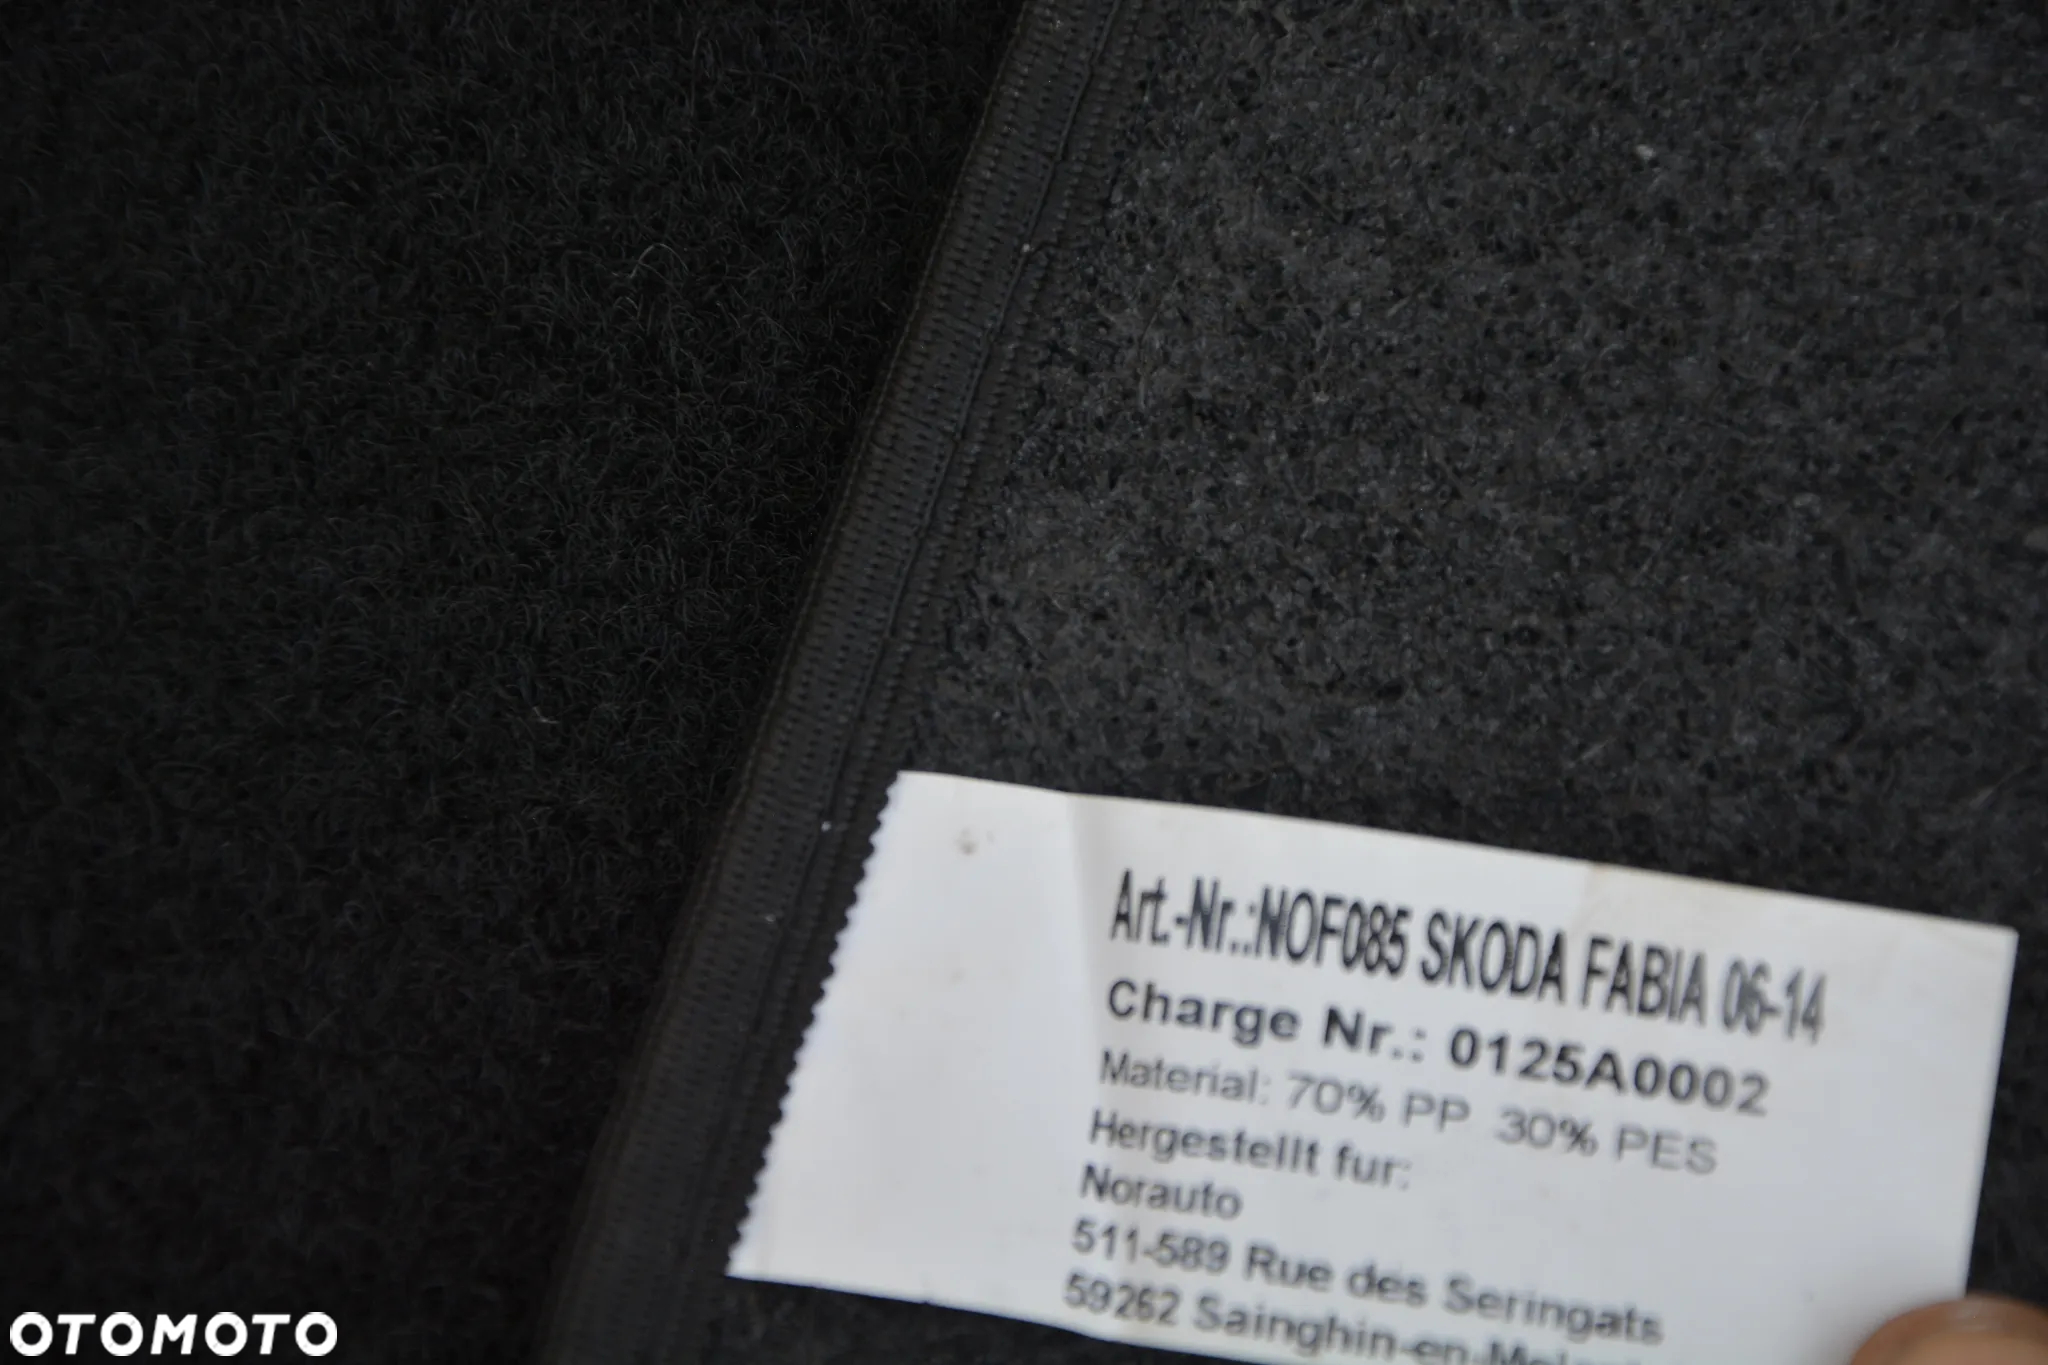 Art.-Nr.:NOF085 SKODA FABIA 06-14
Charge Nr.: 0125A0002
Material: 70% PP 30% PES
Hergestellt fur:
Norauto
511-589 Rue des Seringats
59262 Sainghin-en-
OTOMOTO